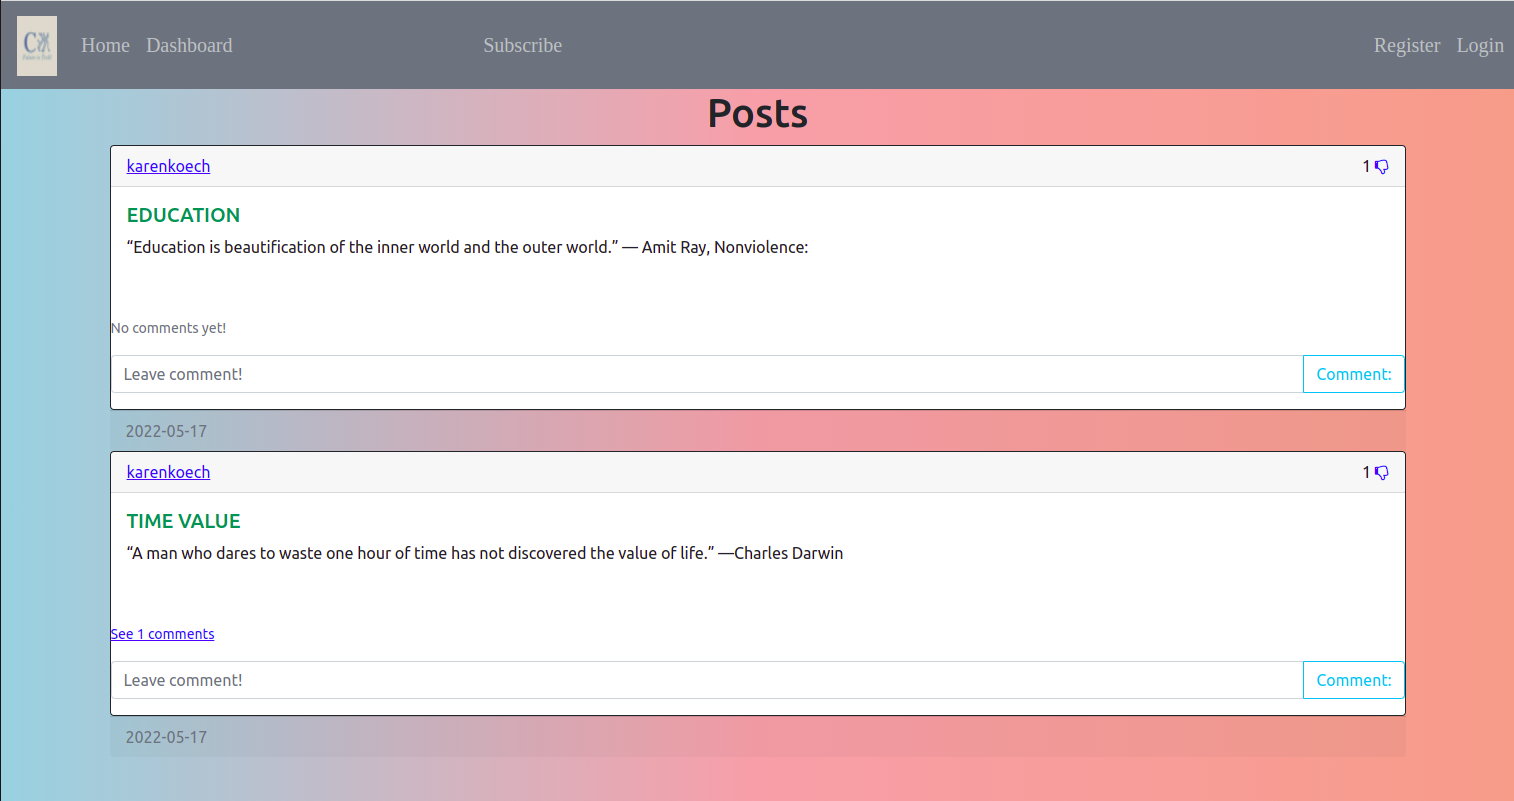 Home Dashboard Subscribe Register Login
Posts
karenkoech 1
EDUCATION
“Education is beautification of the inner world and the outer world.” — Amit Ray, Nonviolence:
No comments yet!
Leave comment! Comment:
2022-05-17
karenkoech 1
TIME VALUE
“A man who dares to waste one hour of time has not discovered the value of life.” —Charles Darwin
See 1 comments
Leave comment! Comment:
2022-05-17